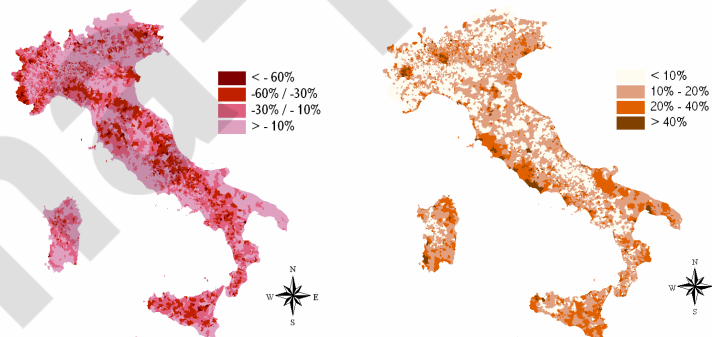 < - 60%
-60% / -30%
-30% / - 10%
> - 10%
N
W E
S
< 10%
10% - 20%
20% - 40%
> 40%
N
W
S